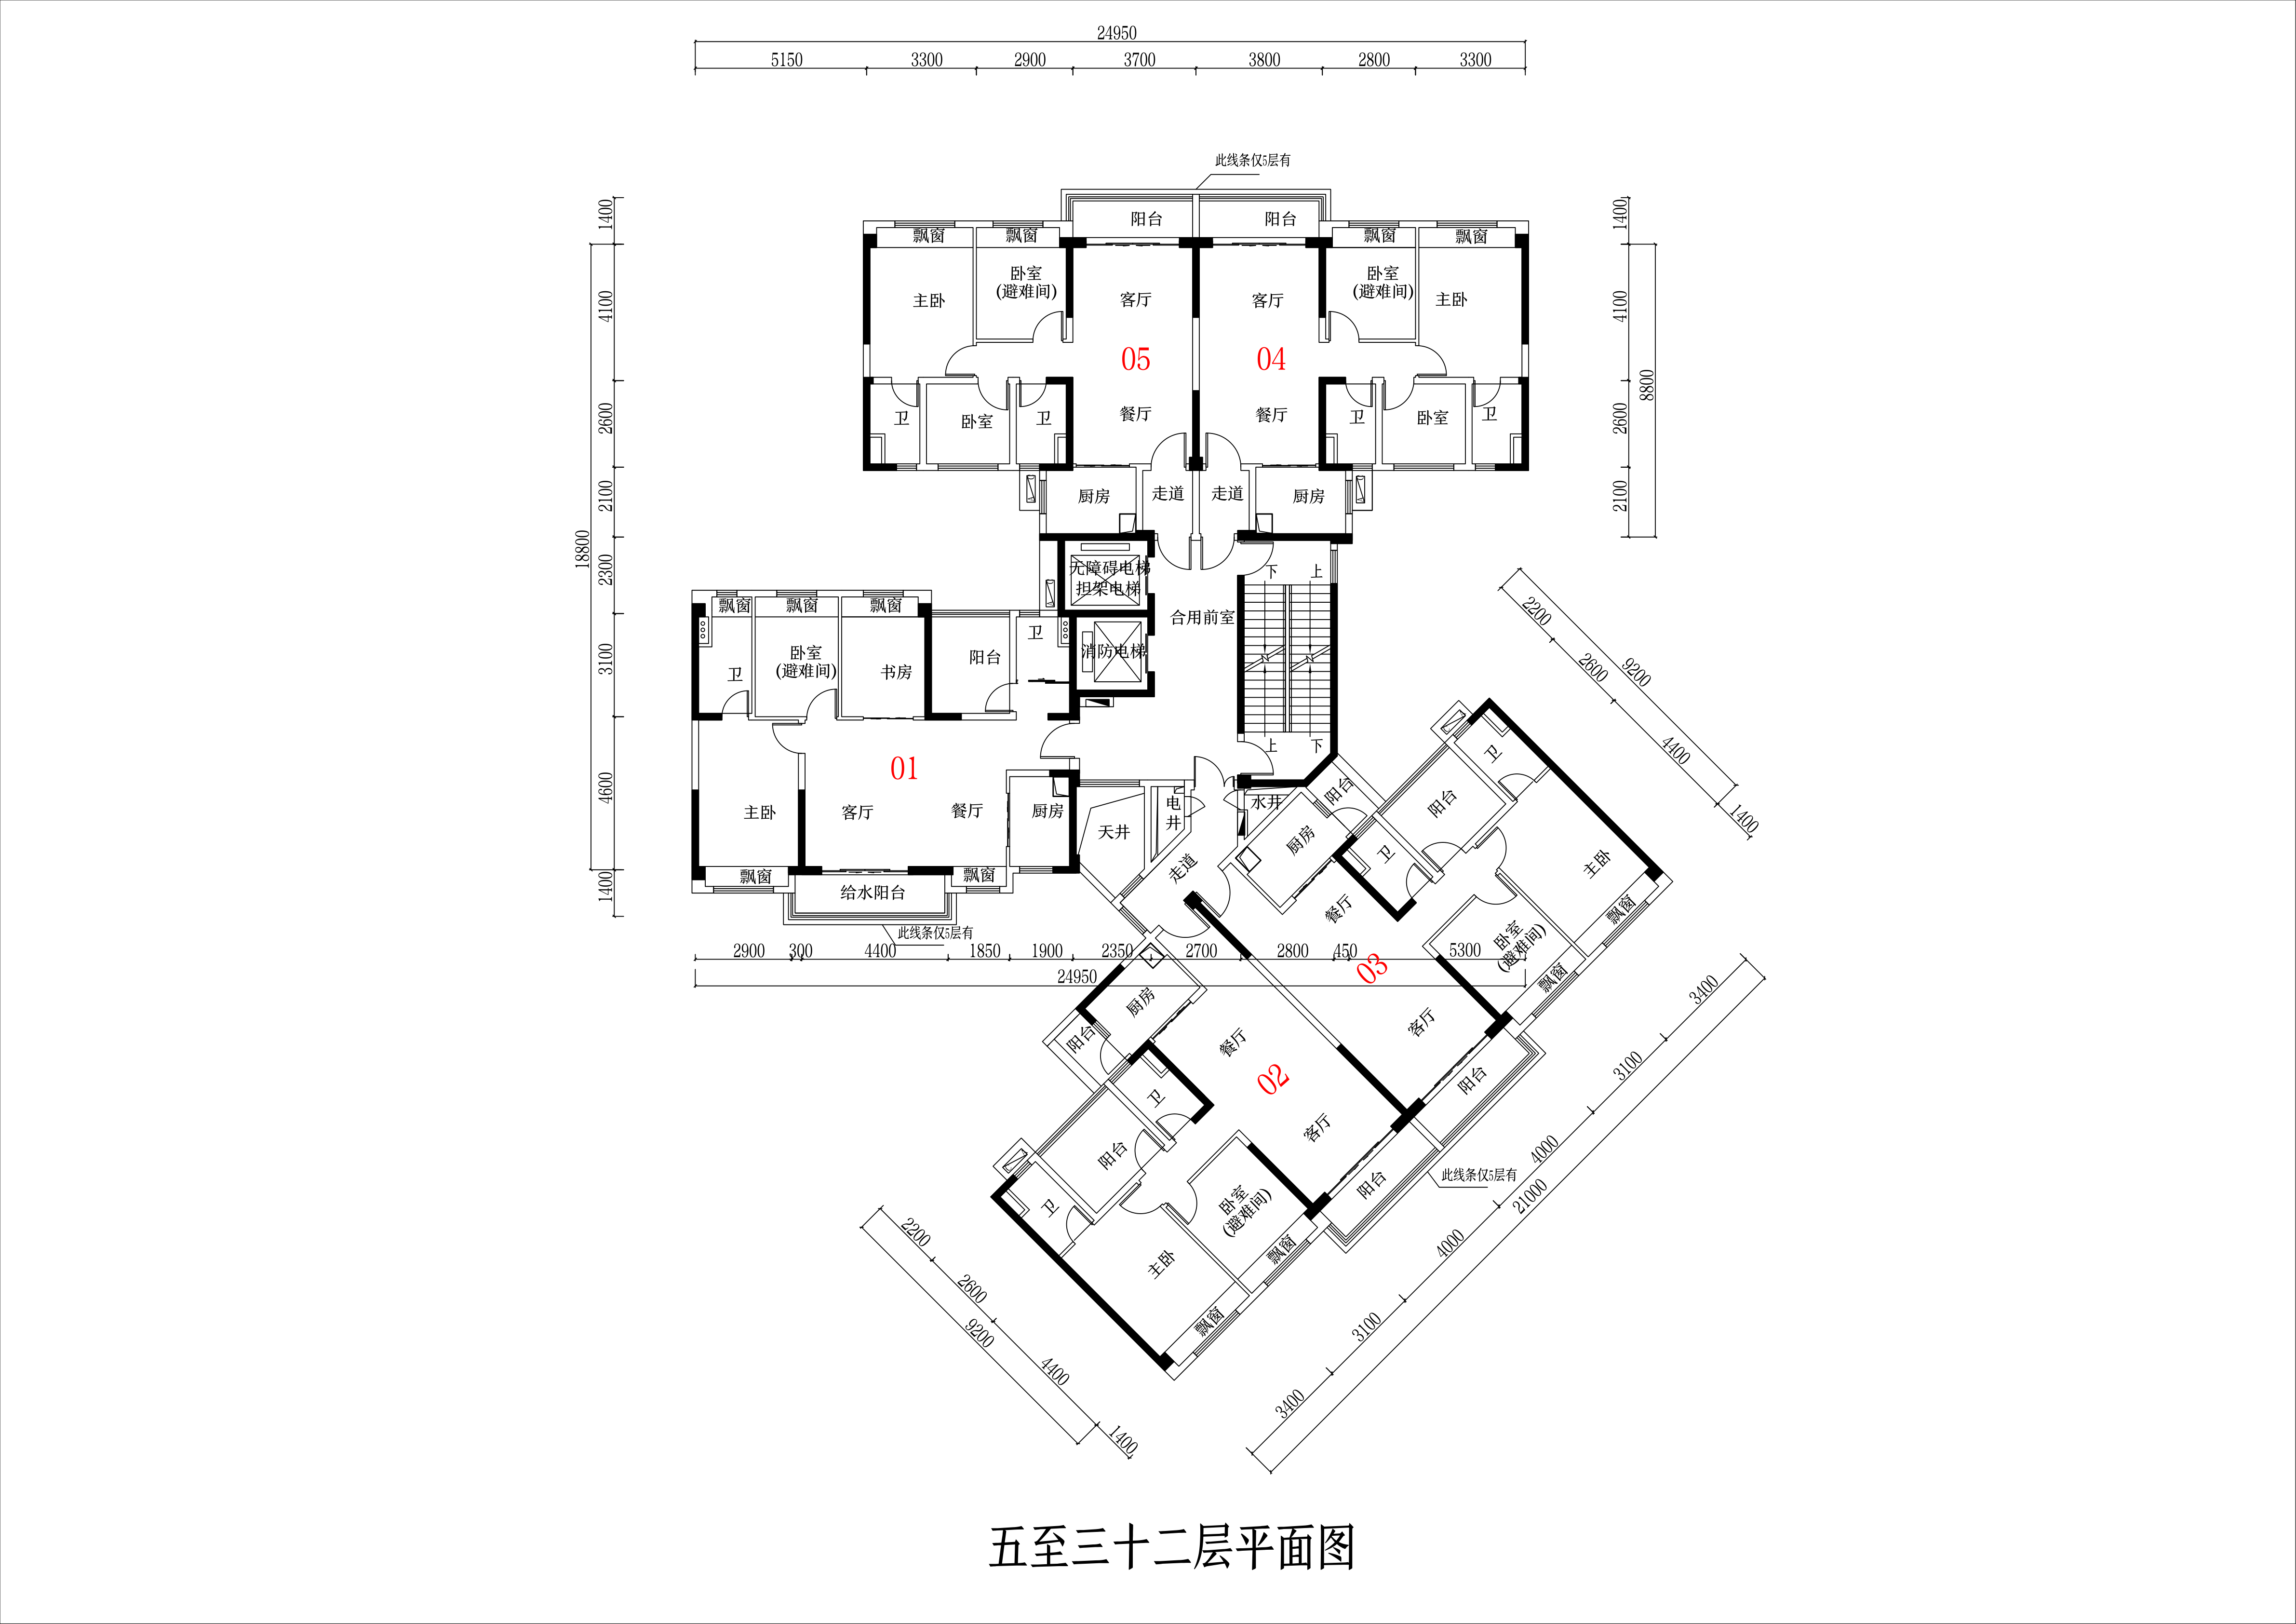 24950
5150 3300 2900 3700 3800 2800 3300
此线条仅5层有
1400
4100
2600
2100
2300
3100
4600
1400
18800
1400
4100
2600
2100
8800
阳台 阳台
飘窗 飘窗 飘窗 飘窗
卧室 卧室
(避难间) (避难间)
主卧 客厅 客厅 主卧
05 04
餐厅 餐厅
卫 卧室 卫 卫 卧室 卫
厨房 走道 走道 厨房
无障碍电梯
担架电梯
下 上
合用前室
消防电梯
上 下
飘窗 飘窗 飘窗
卫 卧室 书房 阳台 卫
(避难间)
01
主卧 客厅 餐厅 厨房
飘窗 给水阳台 飘窗
此线条仅5层有
天井 电井 水井
走道
阳台
厨房
卫
阳台
卫
主卧
餐厅
卧室
(避难间)
飘窗
飘窗
03
客厅
阳台
2200
2600
4400
9200
1400
2900 300 4400 1850 1900 2350 2700 2800 450 5300
24950
厨房
阳台
餐厅
02
卫
客厅
阳台
卧室
(避难间)
阳台
飘窗
卫
主卧
飘窗
此线条仅5层有
2200
2600
4400
9200
1400
3400
3100
4000
4000
3100
3400
21000
五至三十二层平面图